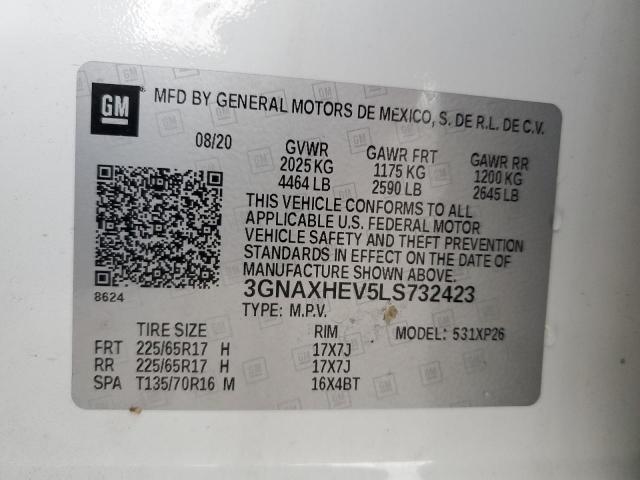 GM MFD BY GENERAL MOTORS DE MEXICO, S. DE R.L. DE C.V.
08/20 GVWR GAWR FRT GAWR RR
2025 KG 1175 KG 1200 KG
4464 LB 2590 LB 2645 LB
THIS VEHICLE CONFORMS TO ALL
APPLICABLE U.S. FEDERAL MOTOR
VEHICLE SAFETY AND THEFT PREVENTION
STANDARDS IN EFFECT ON THE DATE
OF MANUFACTURE SHOWN ABOVE.
8624 3GNAXHEV5LS732423
TYPE: M.P.V.
TIRE SIZE RIM MODEL: 531XP26
FRT 225/65R17 H 17X7J
RR 225/65R17 H 17X7J
SPA T135/70R16 M 16X4BT